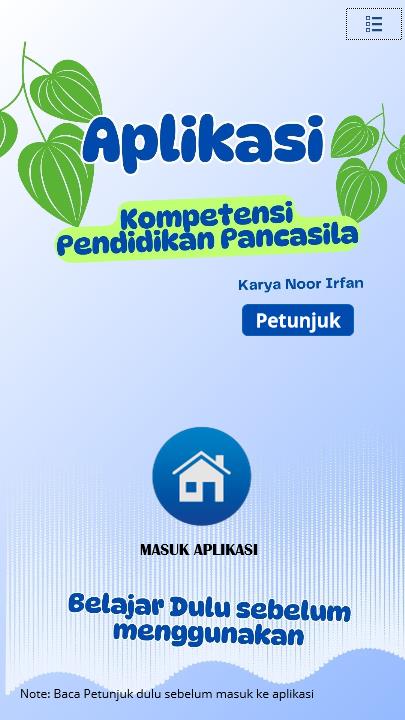 Aplikasi
Kompetensi
Pendidikan Pancasila
Karya Noor Irfan
Petunjuk
MASUK APLIKASI
Belajar Dulu sebelum
menggunakan
Note: Baca Petunjuk dulu sebelum masuk ke aplikasi